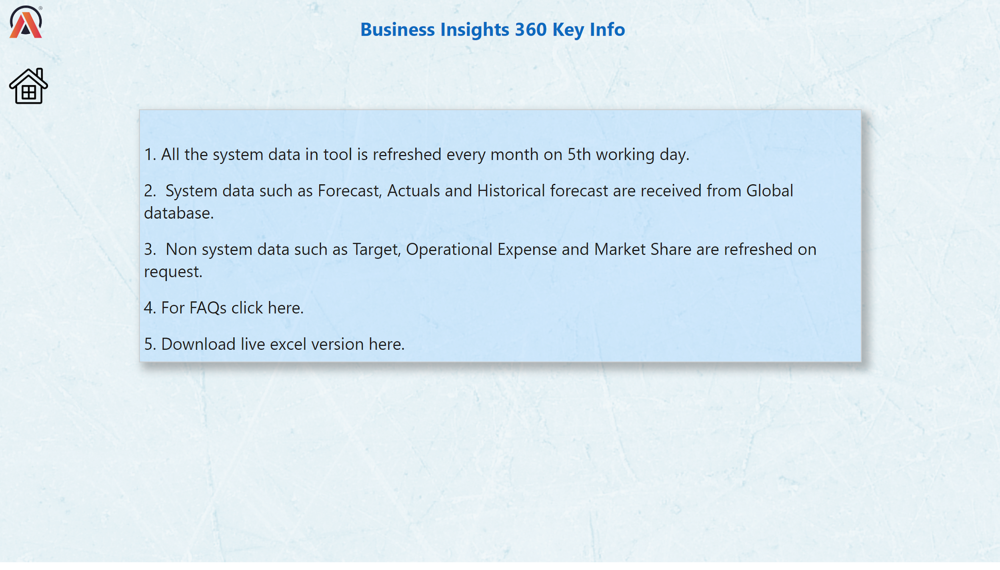 ®
Business Insights 360 Key Info
1. All the system data in tool is refreshed every month on 5th working day.
2.  System data such as Forecast, Actuals and Historical forecast are received from Global
database.
3.  Non system data such as Target, Operational Expense and Market Share are refreshed on
request.
4. For FAQs click here.
5. Download live excel version here.